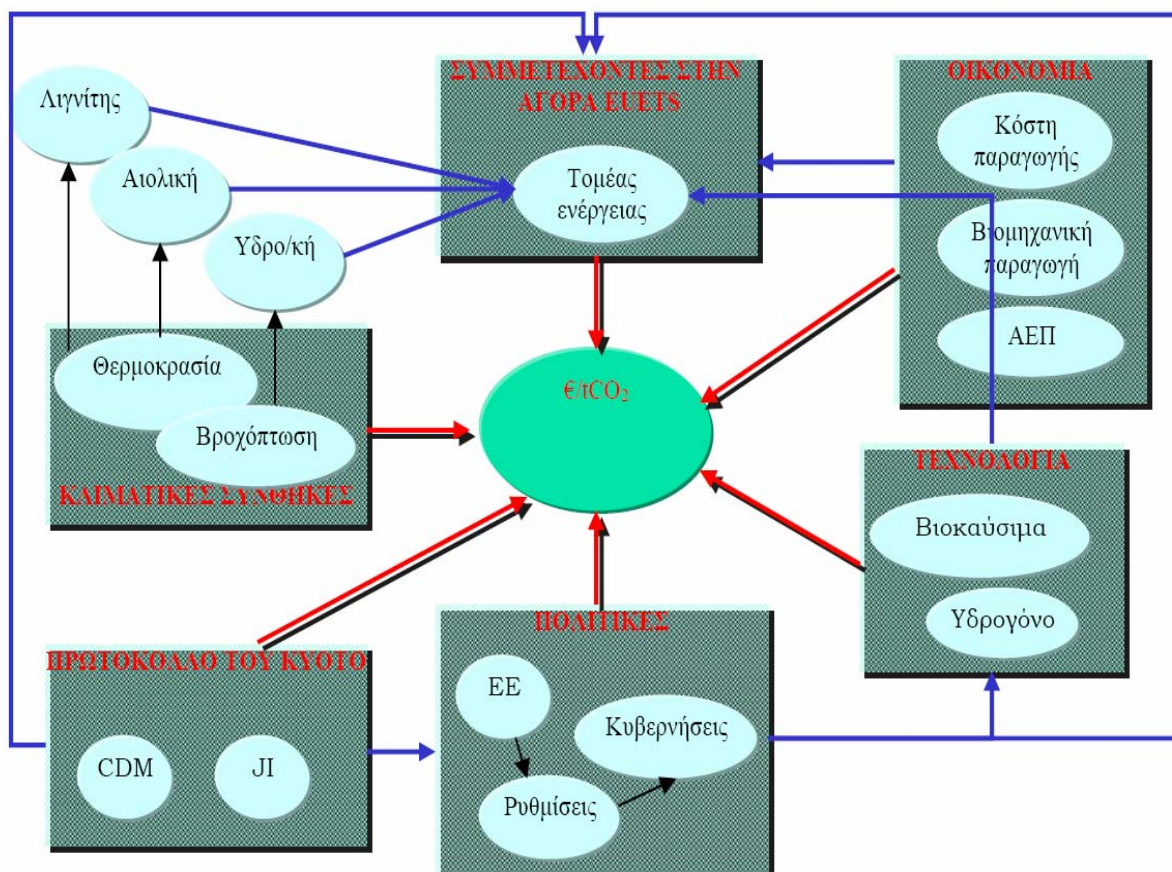 ΣΥΜΜΕΤΕΧΟΝΤΕΣ ΣΤΗΝ
ΑΓΟΡΑ EUETS
Τομέας
ενέργειας
ΟΙΚΟΝΟΜΙΑ
Κόστη
παραγωγής
Βιομηχανική
παραγωγή
ΑΕΠ
Λιγνίτης
Αιολική
Υδρο/κή
Θερμοκρασία
Βροχόπτωση
ΚΛΙΜΑΤΙΚΕΣ ΣΥΝΘΗΚΕΣ
€/tCO₂
ΤΕΧΝΟΛΟΓΙΑ
Βιοκαύσιμα
Υδρογόνο
ΠΡΩΤΟΚΟΛΛΟ ΤΟΥ ΚΥΟΤΟ
CDM
JI
ΠΟΛΙΤΙΚΕΣ
ΕΕ
Κυβερνήσεις
Ρυθμίσεις